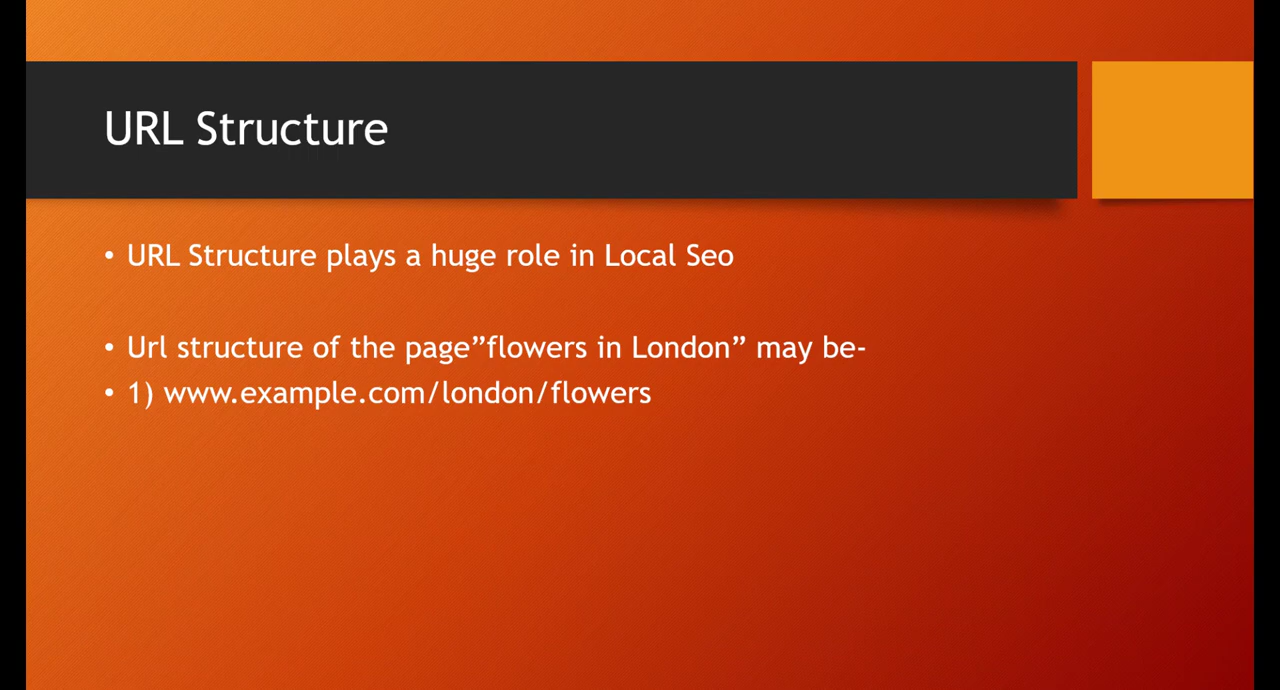 URL Structure
• URL Structure plays a huge role in Local Seo
• Url structure of the page”flowers in London” may be-
• 1) www.example.com/london/flowers